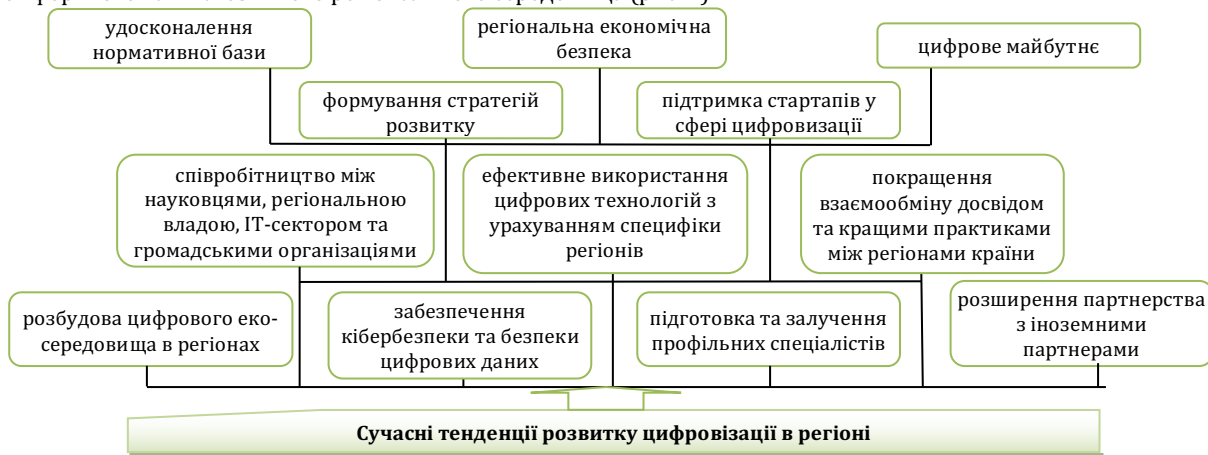 удосконалення
нормативної бази
регіональна економічна
безпека
цифрове майбутнє
формування стратегій
розвитку
підтримка стартапів у
сфері цифровизації
співробітництво між
науковцями, регіональною
владою, ІТ-сектором та
громадськими організаціями
ефективне використання
цифрових технологій з
урахуванням специфіки
регіонів
покращення
взаємообміну досвідом
та кращими практиками
між регіонами країни
розбудова цифрового еко-
середовища в регіонах
забезпечення
кібербезпеки та безпеки
цифрових даних
підготовка та залучення
профільних спеціалістів
розширення партнерства
з іноземними
партнерами
Сучасні тенденції розвитку цифровізації в регіоні